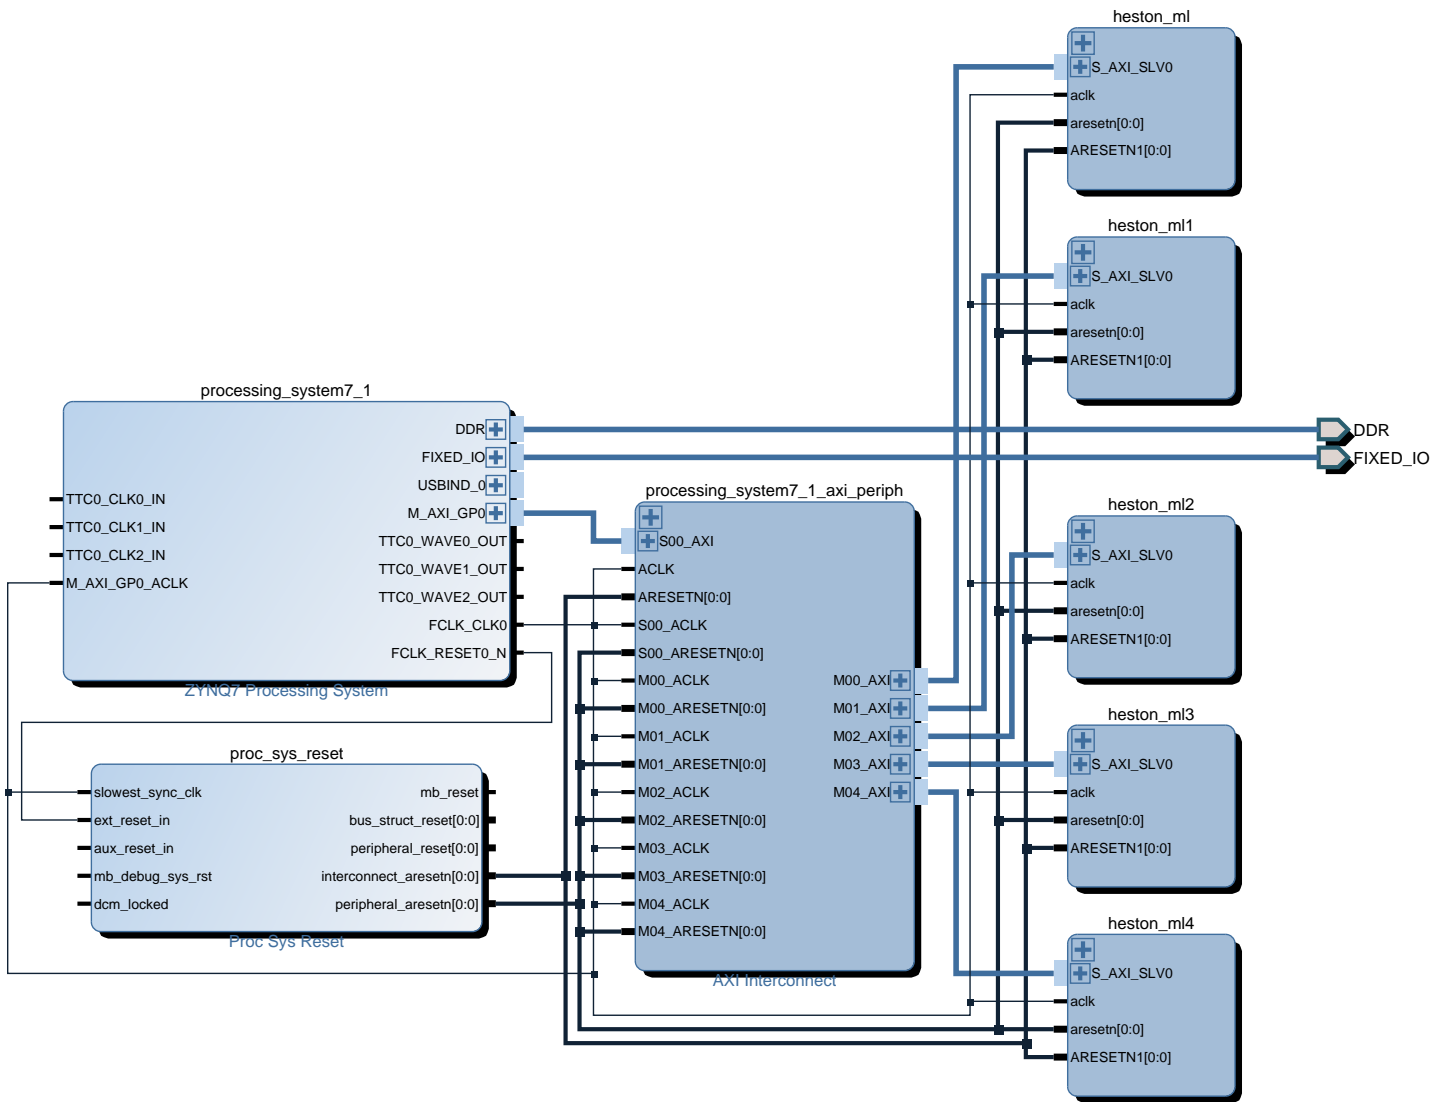 heston_ml
S_AXI_SLV0
aclk
aresetn[0:0]
ARESETN1[0:0]
heston_ml1
S_AXI_SLV0
aclk
aresetn[0:0]
ARESETN1[0:0]
processing_system7_1
DDR
FIXED_IO
USBIND_0
M_AXI_GP0
TTC0_WAVE0_OUT
TTC0_WAVE1_OUT
TTC0_WAVE2_OUT
FCLK_CLK0
FCLK_RESET0_N
TTC0_CLK0_IN
TTC0_CLK1_IN
TTC0_CLK2_IN
M_AXI_GP0_ACLK
ZYNQ7 Processing System
DDR
FIXED_IO
processing_system7_1_axi_periph
S00_AXI
ACLK
ARESETN[0:0]
S00_ACLK
S00_ARESETN[0:0]
M00_ACLK
M00_ARESETN[0:0]
M01_ACLK
M01_ARESETN[0:0]
M02_ACLK
M02_ARESETN[0:0]
M03_ACLK
M03_ARESETN[0:0]
M04_ACLK
M04_ARESETN[0:0]
M00_AXI
M01_AXI
M02_AXI
M03_AXI
M04_AXI
AXI Interconnect
heston_ml2
S_AXI_SLV0
aclk
aresetn[0:0]
ARESETN1[0:0]
proc_sys_reset
slowest_sync_clk
ext_reset_in
aux_reset_in
mb_debug_sys_rst
dcm_locked
mb_reset
bus_struct_reset[0:0]
peripheral_reset[0:0]
interconnect_aresetn[0:0]
peripheral_aresetn[0:0]
Proc Sys Reset
heston_ml3
S_AXI_SLV0
aclk
aresetn[0:0]
ARESETN1[0:0]
heston_ml4
S_AXI_SLV0
aclk
aresetn[0:0]
ARESETN1[0:0]